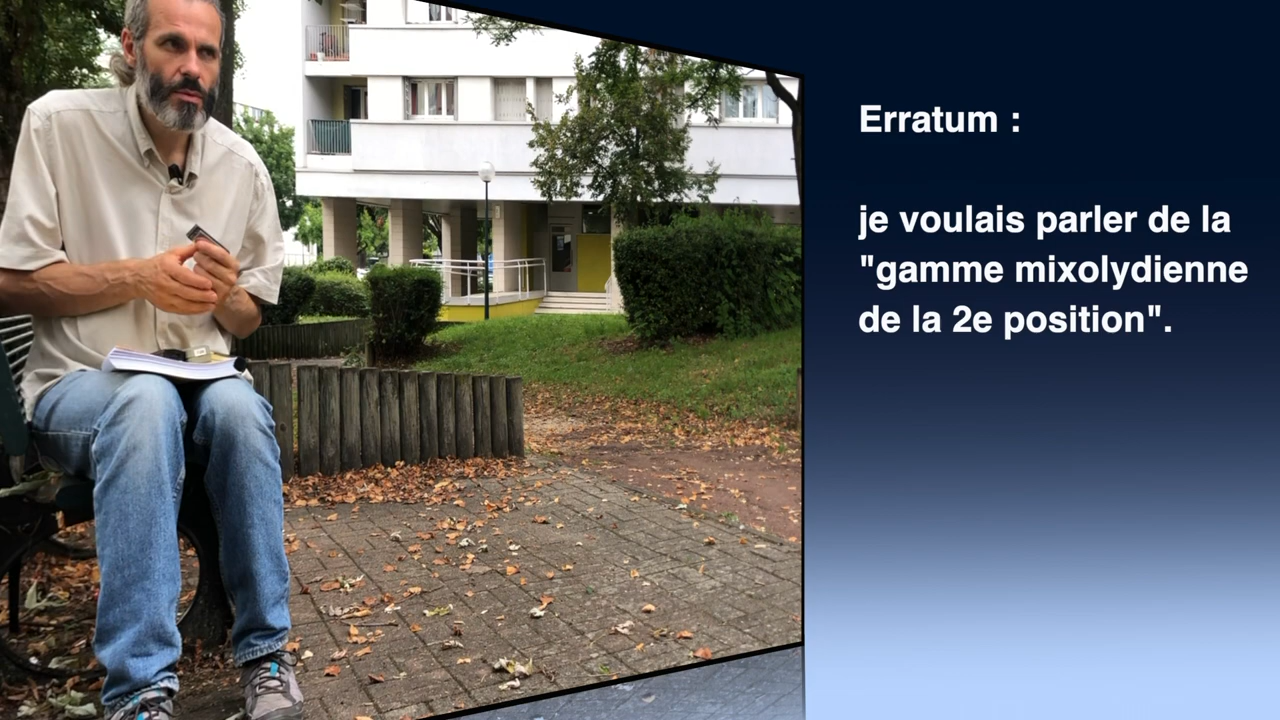 Erratum :
je voulais parler de la
"gamme mixolydienne
de la 2e position".